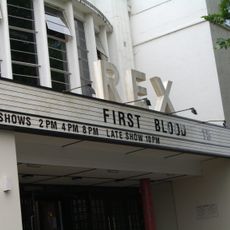 REX
FIRST BLOOD
SHOWS 2PM 4PM 8PM LATE SHOW 10PM